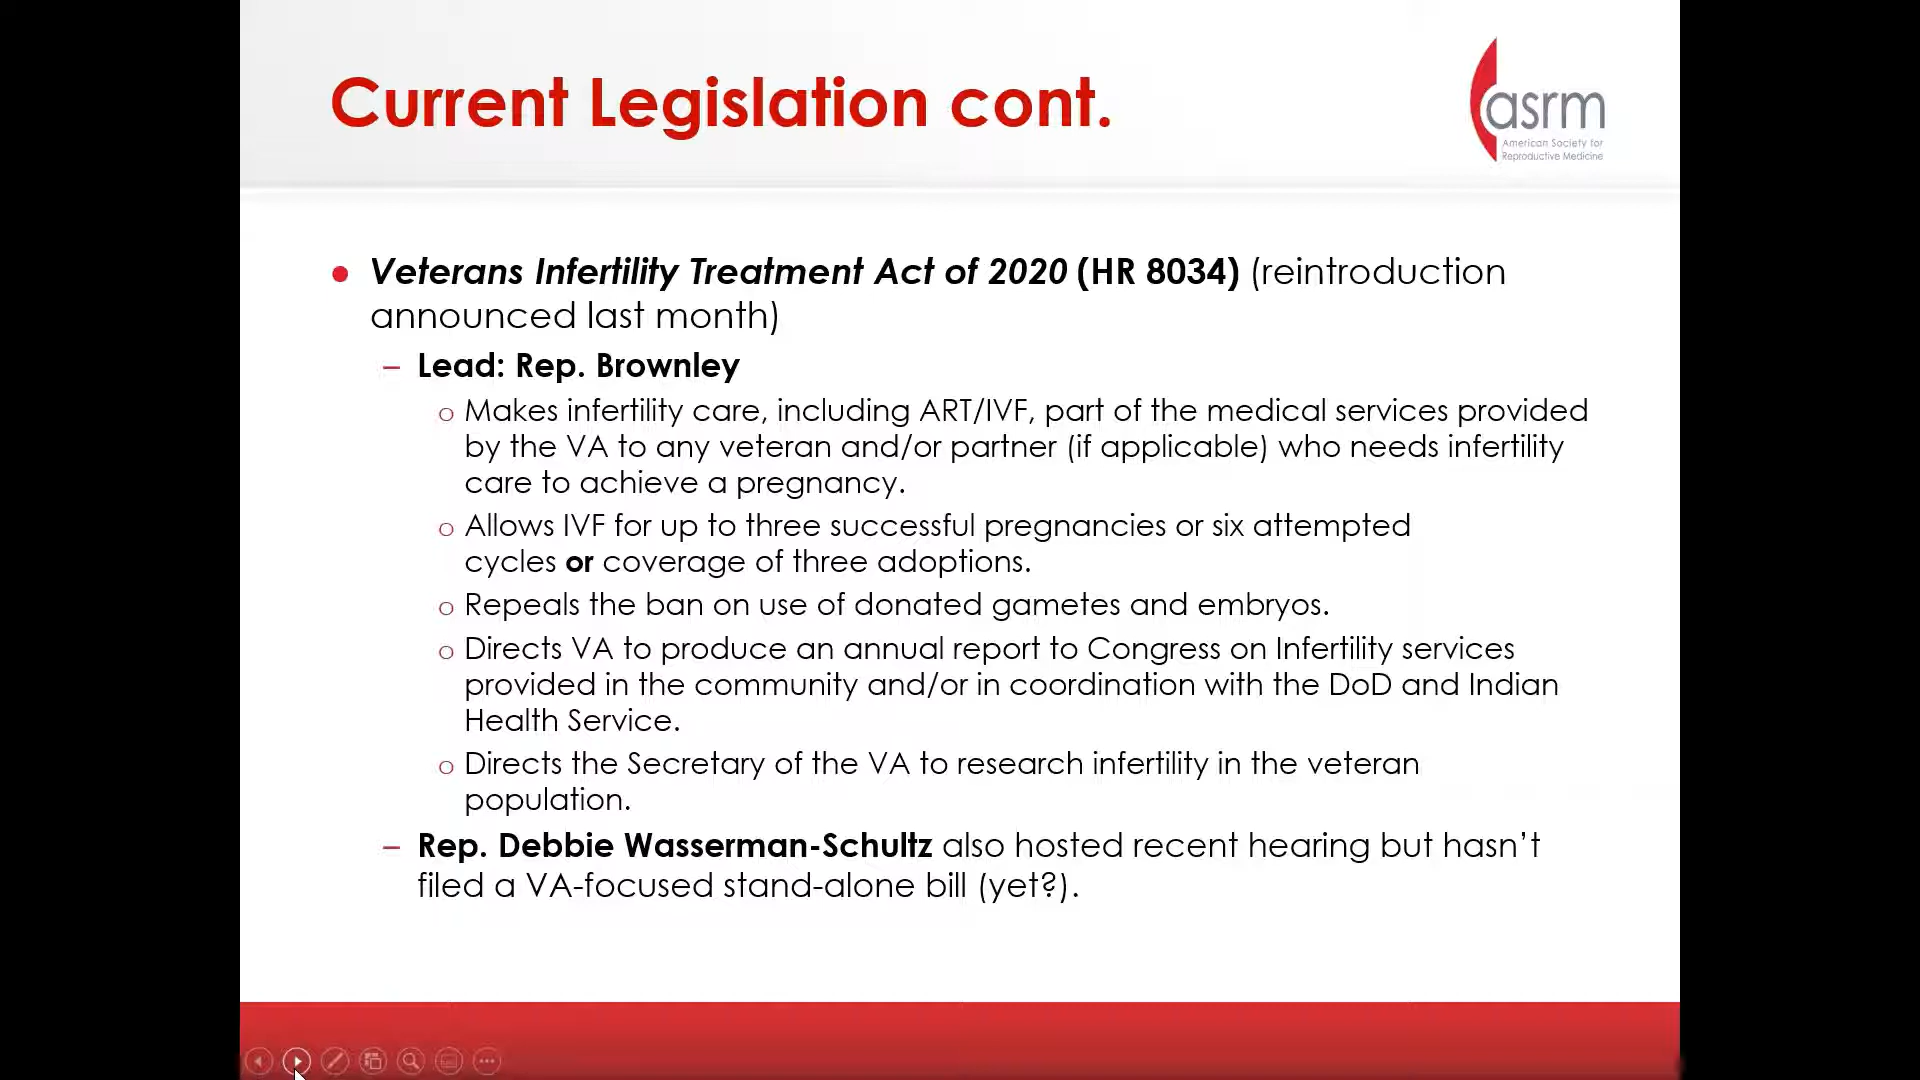 Current Legislation cont.
asrm
American Society for
Reproductive Medicine
● Veterans Infertility Treatment Act of 2020 (HR 8034) (reintroduction
announced last month)
– Lead: Rep. Brownley
o Makes infertility care, including ART/IVF, part of the medical services provided
by the VA to any veteran and/or partner (if applicable) who needs infertility
care to achieve a pregnancy.
o Allows IVF for up to three successful pregnancies or six attempted
cycles or coverage of three adoptions.
o Repeals the ban on use of donated gametes and embryos.
o Directs VA to produce an annual report to Congress on Infertility services
provided in the community and/or in coordination with the DoD and Indian
Health Service.
o Directs the Secretary of the VA to research infertility in the veteran
population.
– Rep. Debbie Wasserman-Schultz also hosted recent hearing but hasn’t
filed a VA-focused stand-alone bill (yet?).